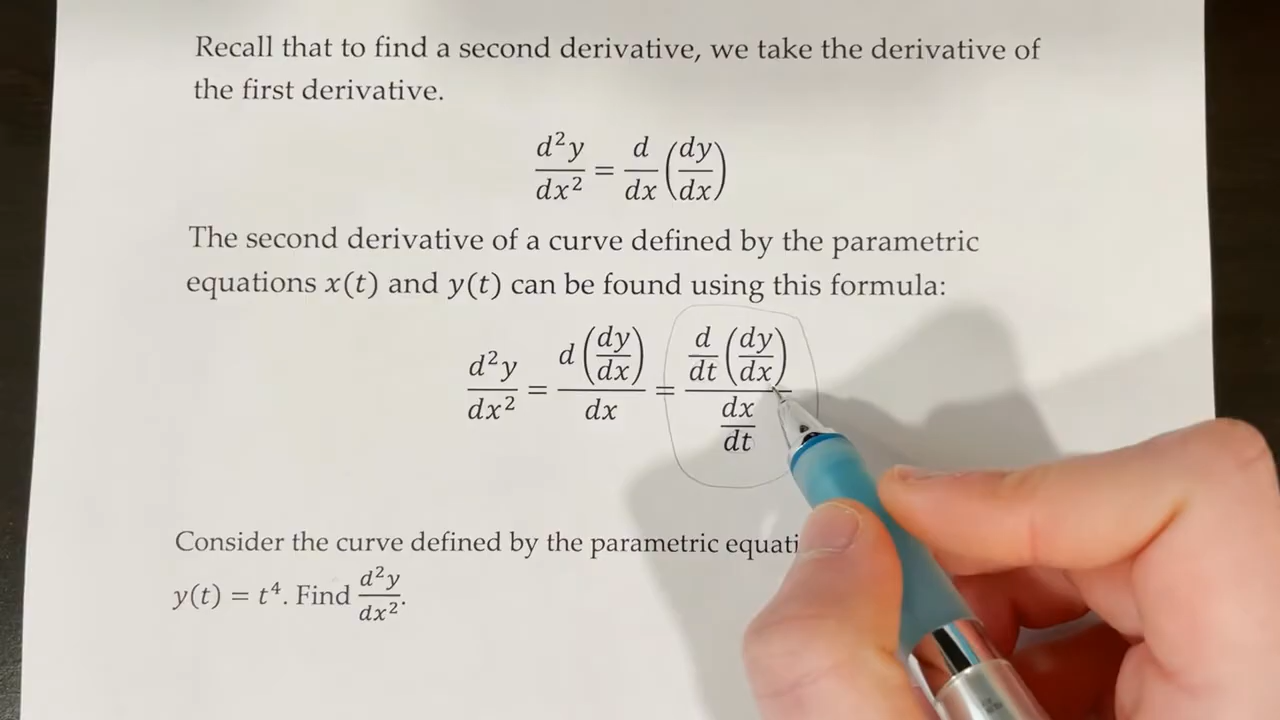 Recall that to find a second derivative, we take the derivative of
the first derivative.
d²y/dx² = d/dx (dy/dx)
The second derivative of a curve defined by the parametric
equations x(t) and y(t) can be found using this formula:
d²y/dx² = d(dy/dx)/dx = d/dt (dy/dx) / dx/dt
Consider the curve defined by the parametric
y(t) = t⁴. Find d²y/dx².